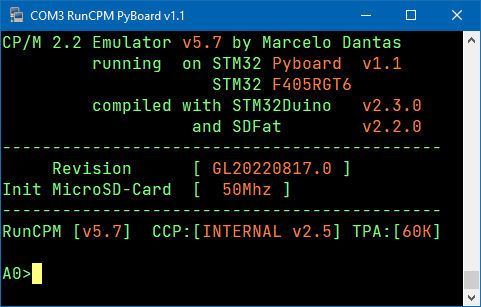 COM3 RunCPM PyBoard v1.1
CP/M 2.2 Emulator v5.7 by Marcelo Dantas
running  on STM32 Pyboard  v1.1
STM32 F405RGT6
compiled with STM32Duino   v2.3.0
and SDFat      v2.2.0
---------------------------------------------
Revision       [ GL20220817.0 ]
Init MicroSD-Card  [  50Mhz ]
---------------------------------------------
RunCPM [v5.7]  CCP:[INTERNAL v2.5] TPA:[60K]
A0>